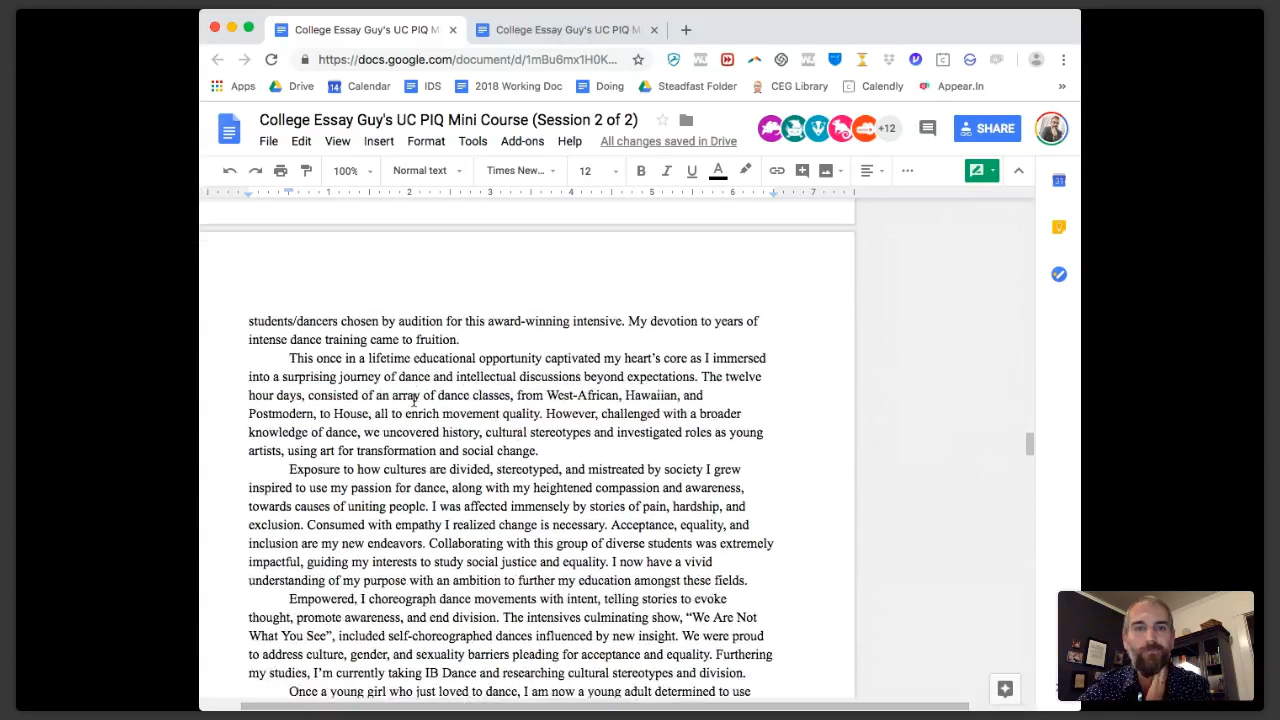 College Essay Guy's UC PIQ M
College Essay Guy's UC PIQ M
https://docs.google.com/document/d/1mBu6mx1H0K...
Apps
Drive
14
Calendar
IDS
2018 Working Doc
Doing
Steadfast Folder
CEG Library
Calendly
Appear.In
»
College Essay Guy's UC PIQ Mini Course (Session 2 of 2)
+12
SHARE
File Edit View Insert Format Tools Add-ons Help All changes saved in Drive
100% Normal text Times New... 12 B I U A
1 2 3 4 5 6 7
31
students/dancers chosen by audition for this award-winning intensive. My devotion to years of
intense dance training came to fruition.
This once in a lifetime educational opportunity captivated my heart's core as I immersed
into a surprising journey of dance and intellectual discussions beyond expectations. The twelve
hour days, consisted of an array of dance classes, from West-African, Hawaiian, and
Postmodern, to House, all to enrich movement quality. However, challenged with a broader
knowledge of dance, we uncovered history, cultural stereotypes and investigated roles as young
artists, using art for transformation and social change.
Exposure to how cultures are divided, stereotyped, and mistreated by society I grew
inspired to use my passion for dance, along with my heightened compassion and awareness,
towards causes of uniting people. I was affected immensely by stories of pain, hardship, and
exclusion. Consumed with empathy I realized change is necessary. Acceptance, equality, and
inclusion are my new endeavors. Collaborating with this group of diverse students was extremely
impactful, guiding my interests to study social justice and equality. I now have a vivid
understanding of my purpose with an ambition to further my education amongst these fields.
Empowered, I choreograph dance movements with intent, telling stories to evoke
thought, promote awareness, and end division. The intensives culminating show, “We Are Not
What You See”, included self-choreographed dances influenced by new insight. We were proud
to address culture, gender, and sexuality barriers pleading for acceptance and equality. Furthering
my studies, I'm currently taking IB Dance and researching cultural stereotypes and division.
Once a young girl who just loved to dance, I am now a young adult determined to use